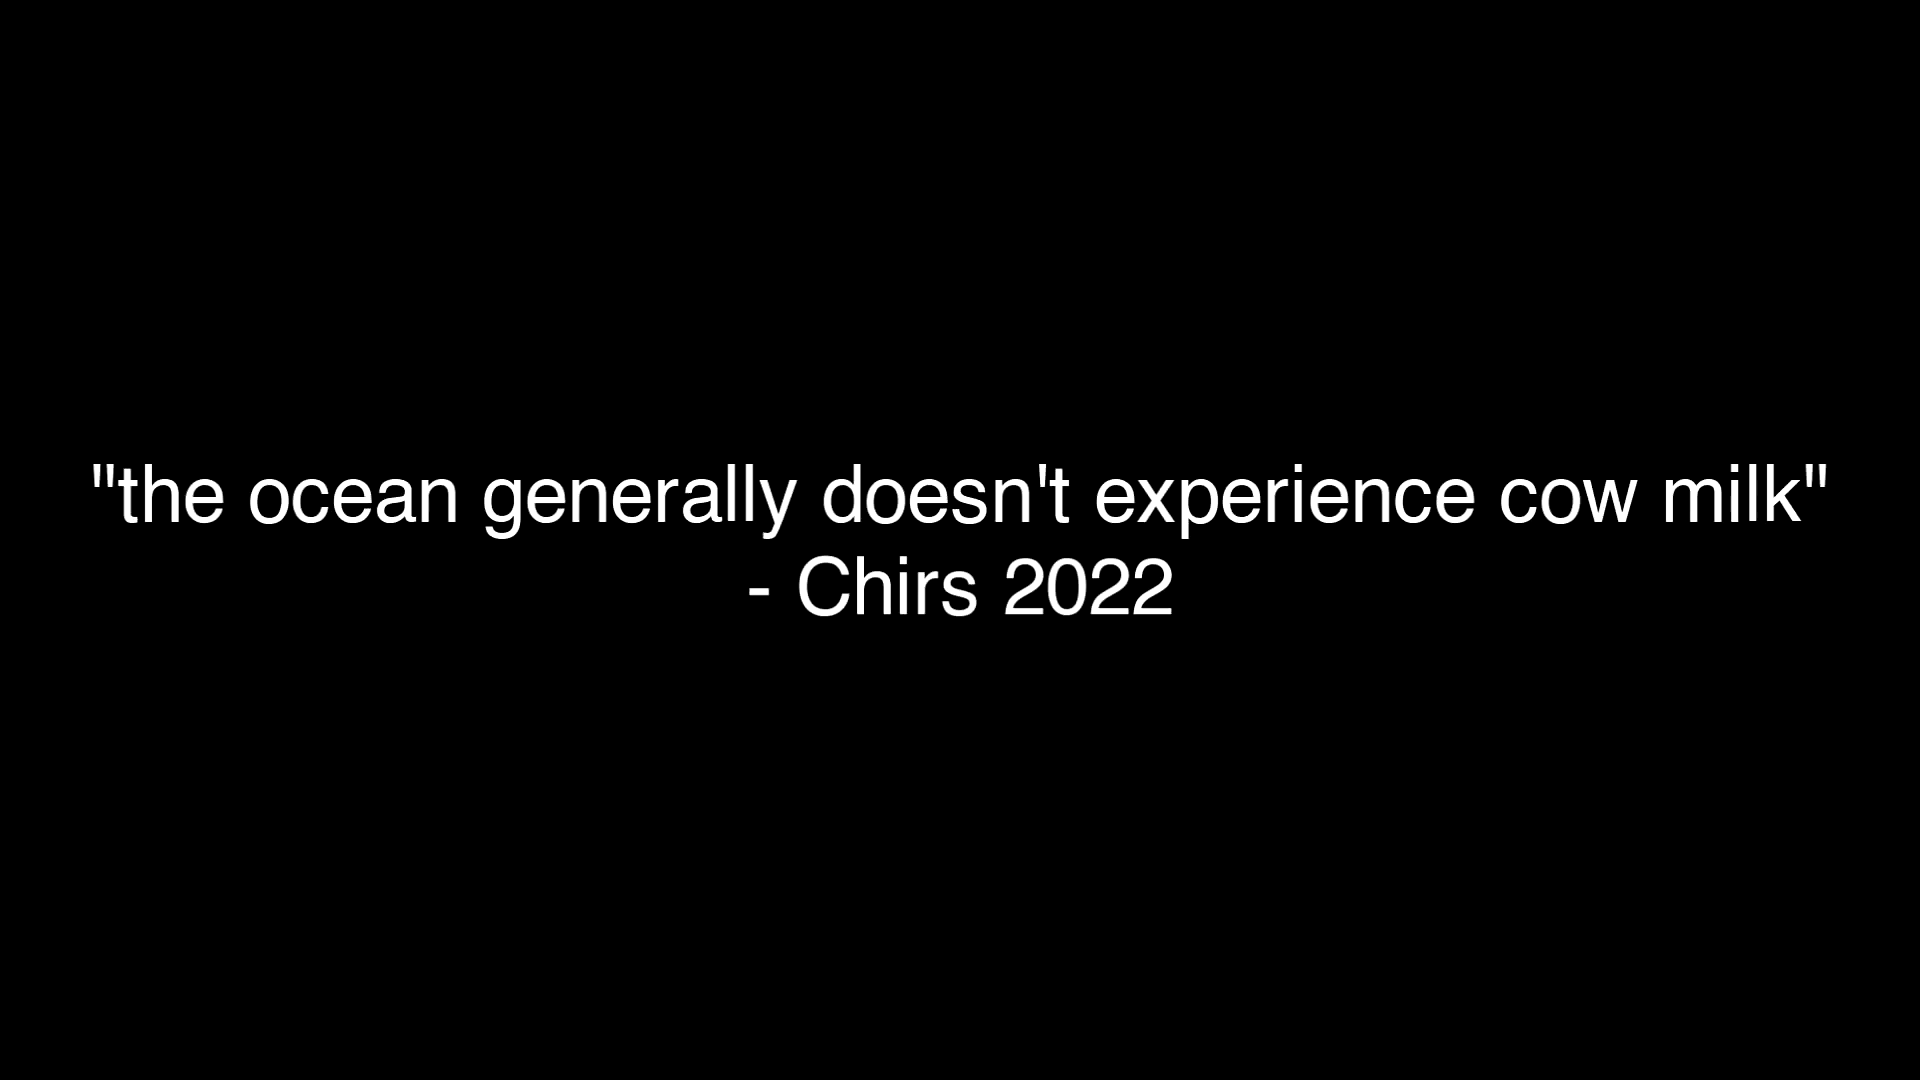 "the ocean generally doesn't experience cow milk"
- Chirs 2022